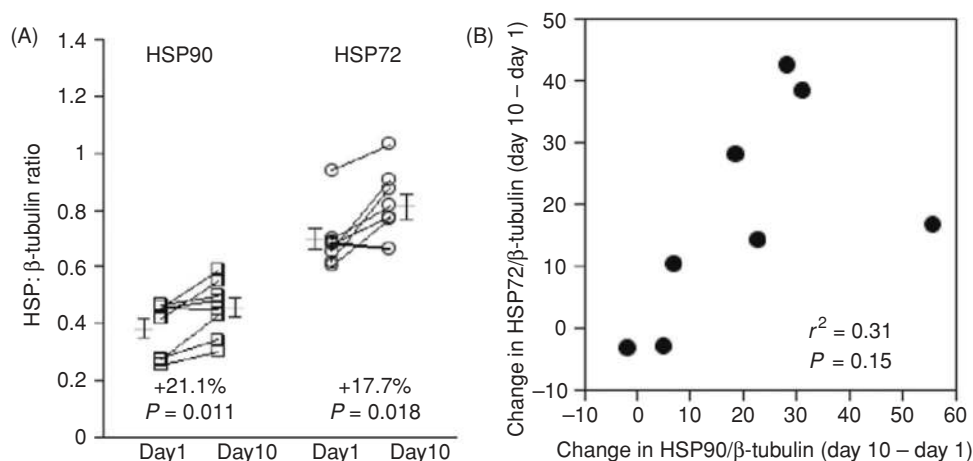 (A)
HSP: β-tubulin ratio
1.4
1.2
1
0.8
0.6
0.4
0.2
0
HSP90
HSP72
+21.1%
P = 0.011
+17.7%
P = 0.018
Day1
Day10
Day1
Day10
(B)
Change in HSP72/β-tubulin (day 10 – day 1)
50
40
30
20
10
0
–10
r² = 0.31
P = 0.15
–10
0
10
20
30
40
50
60
Change in HSP90/β-tubulin (day 10 – day 1)